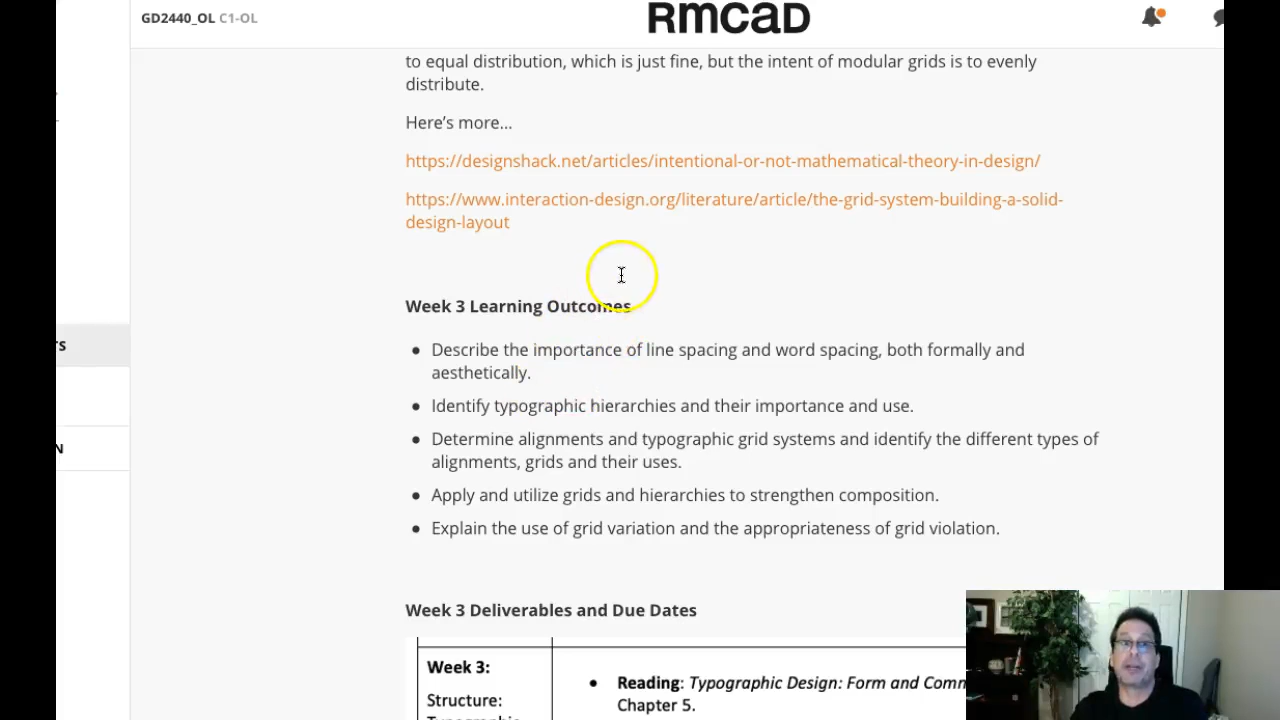 GD2440_OL C1-OL
RMCAD
to equal distribution, which is just fine, but the intent of modular grids is to evenly
distribute.
Here's more...
https://designshack.net/articles/intentional-or-not-mathematical-theory-in-design/
https://www.interaction-design.org/literature/article/the-grid-system-building-a-solid-
design-layout
Week 3 Learning Outcomes
TS
● Describe the importance of line spacing and word spacing, both formally and
aesthetically.
● Identify typographic hierarchies and their importance and use.
● Determine alignments and typographic grid systems and identify the different types of
N
alignments, grids and their uses.
● Apply and utilize grids and hierarchies to strengthen composition.
● Explain the use of grid variation and the appropriateness of grid violation.
Week 3 Deliverables and Due Dates
Week 3:
Structure:
● Reading: Typographic Design: Form and
Chapter 5.